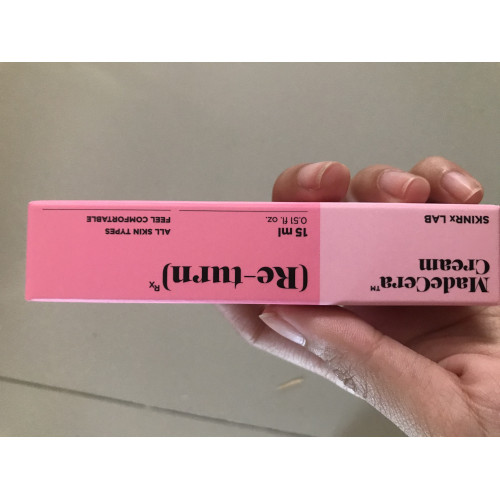 SKINRx LAB
MadeCera™
Cream
(Re-turn)Rx
15 ml
0.51 fl. oz.
ALL SKIN TYPES
FEEL COMFORTABLE